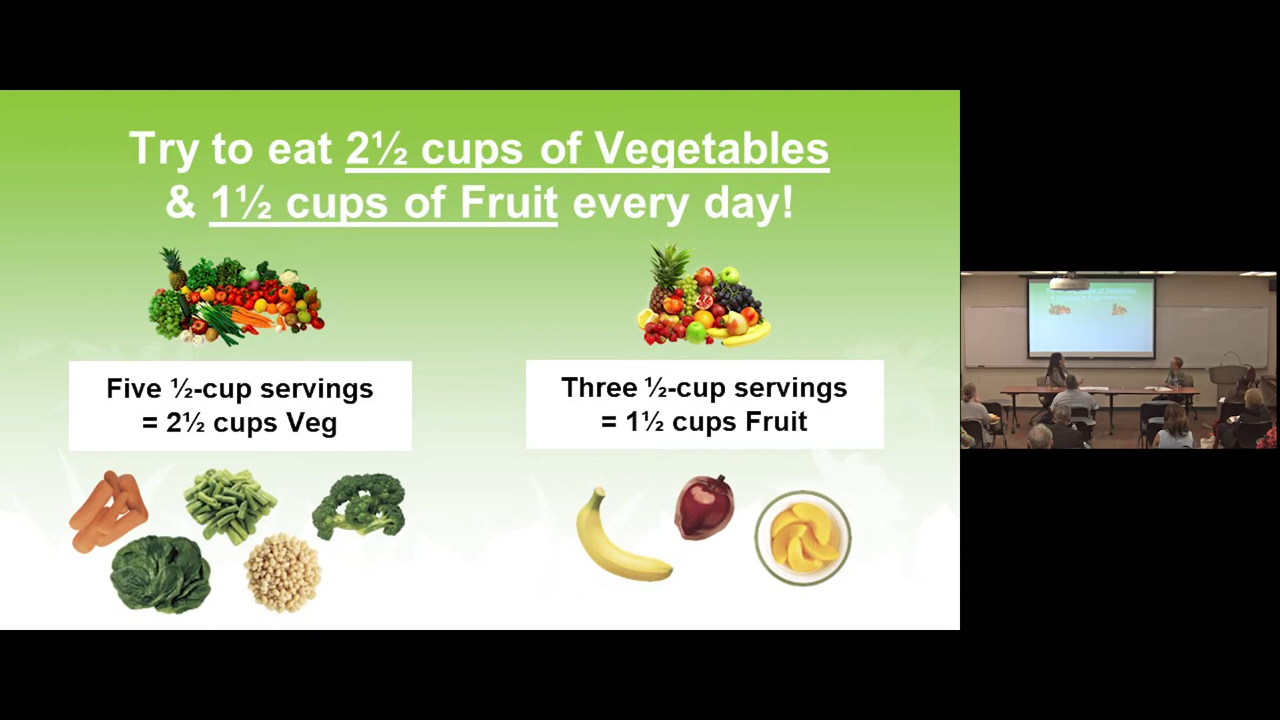 Try to eat 2½ cups of Vegetables
& 1½ cups of Fruit every day!
Five ½-cup servings
= 2½ cups Veg
Three ½-cup servings
= 1½ cups Fruit